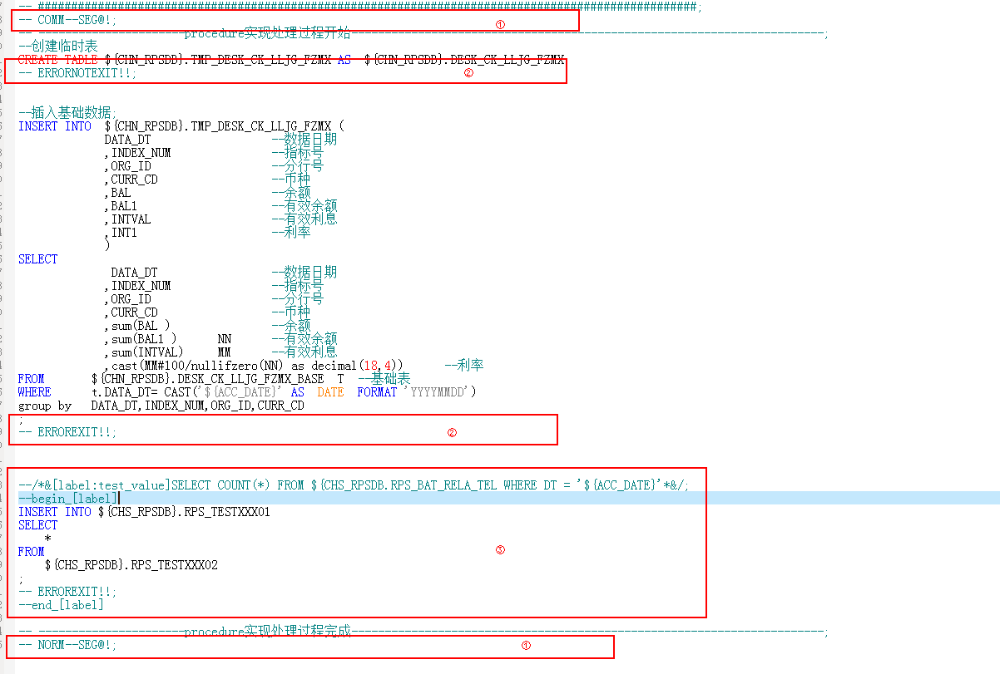 -- ####################################################################################################;
-- COMM--SEG@!; ①
-- ----------------------procedure实现处理过程开始------------------------------------------------------------------------;
--创建临时表
CREATE TABLE ${CHN_RPSDB}.TMP_DESK_CK_LLJG_FZMX AS ${CHN_RPSDB}.DESK_CK_LLJG_FZMX
-- ERRORNOTEXIT!!; ②
--插入基础数据;
INSERT INTO ${CHN_RPSDB}.TMP_DESK_CK_LLJG_FZMX (
DATA_DT --数据日期
,INDEX_NUM --指标号
,ORG_ID --分行号
,CURR_CD --币种
,BAL --余额
,BAL1 --有效余额
,INTVAL --有效利息
,INT1 --利率
)
SELECT
DATA_DT --数据日期
,INDEX_NUM --指标号
,ORG_ID --分行号
,CURR_CD --币种
,sum(BAL ) --余额
,sum(BAL1 ) NN --有效余额
,sum(INTVAL) MM --有效利息
,cast(MM#100/nullifzero(NN) as decimal(18,4)) --利率
FROM ${CHN_RPSDB}.DESK_CK_LLJG_FZMX_BASE T --基础表
WHERE t.DATA_DT= CAST('${ACC_DATE}' AS DATE FORMAT 'YYYYMMDD')
group by DATA_DT,INDEX_NUM,ORG_ID,CURR_CD
;
-- ERROREXIT!!; ②
--/*&[label:test_value]SELECT COUNT(*) FROM ${CHS_RPSDB.RPS_BAT_RELA_TEL WHERE DT = '${ACC_DATE}'*&/;
--begin_[label]
INSERT INTO ${CHS_RPSDB}.RPS_TESTXXX01
SELECT
*
FROM ③
${CHS_RPSDB}.RPS_TESTXXX02
;
-- ERROREXIT!!;
--end_[label]
-- ----------------------procedure实现处理过程完成------------------------------------------------------------------------;
-- NORM--SEG@!; ①